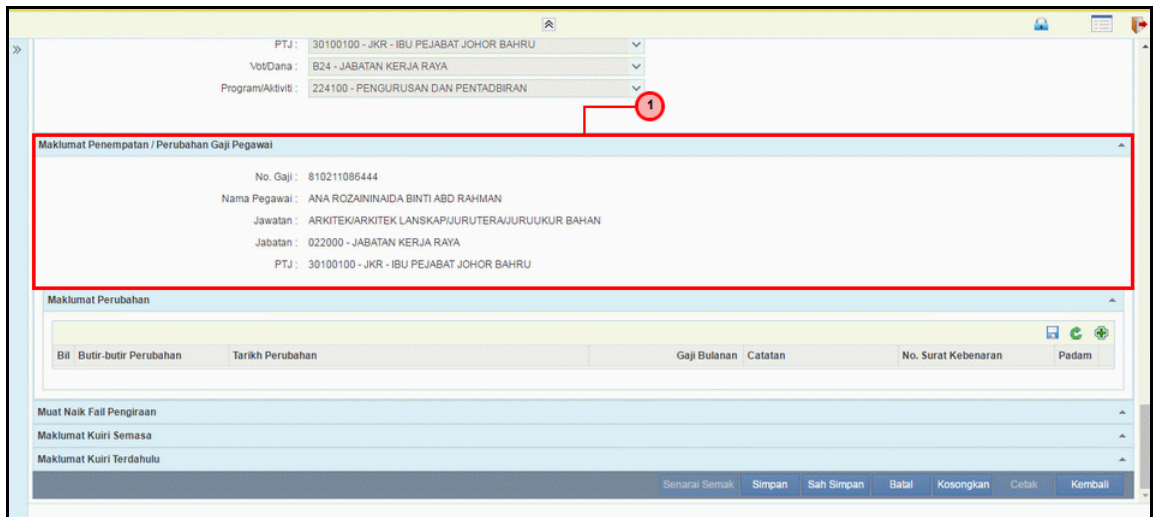 PTJ : 30100100 - JKR - IBU PEJABAT JOHOR BAHRU
Vot/Dana : B24 - JABATAN KERJA RAYA
Program/Aktiviti : 224100 - PENGURUSAN DAN PENTADBIRAN
1
Maklumat Penempatan / Perubahan Gaji Pegawai
No. Gaji : 810211086444
Nama Pegawai : ANA ROZAININAIDA BINTI ABD RAHMAN
Jawatan : ARKITEK/ARKITEK LANSKAP/JURUTERA/JURUUKUR BAHAN
Jabatan : 022000 - JABATAN KERJA RAYA
PTJ : 30100100 - JKR - IBU PEJABAT JOHOR BAHRU
Maklumat Perubahan
Bil Butir-butir Perubahan Tarikh Perubahan Gaji Bulanan Catatan No. Surat Kebenaran Padam
Muat Naik Fail Pengiraan
Maklumat Kuiri Semasa
Maklumat Kuiri Terdahulu
Senarai Semak Simpan Sah Simpan Batal Kosongkan Cetak Kembali